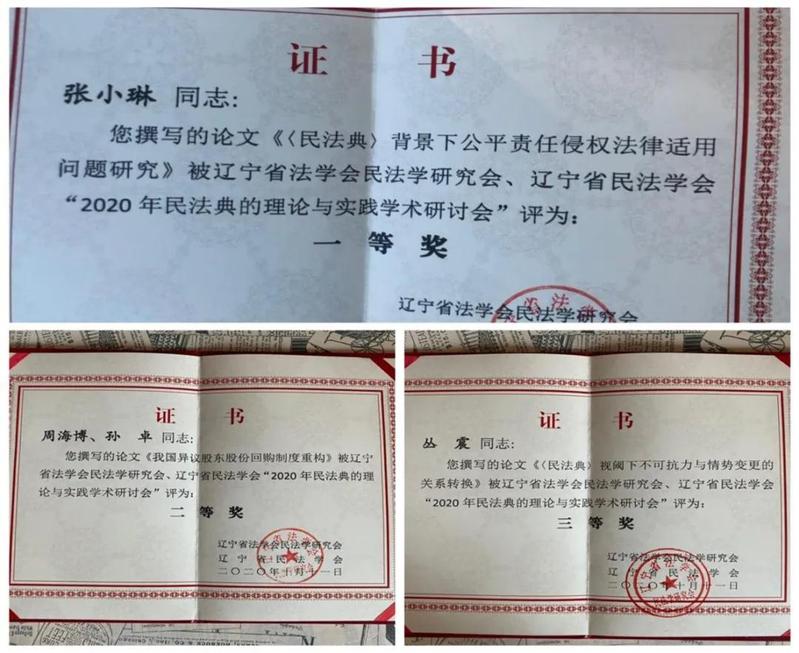 证 书
张小琳 同志：
您撰写的论文《〈民法典〉背景下公平责任侵权法律适用
问题研究》被辽宁省法学会民法学研究会、辽宁省民法学会
“2020 年民法典的理论与实践学术研讨会”评为：
一 等 奖
辽宁省法学会民法学研究会
证 书
周海博、孙 卓 同志：
您撰写的论文《我国异议股东股份回购制度重构》被辽宁
省法学会民法学研究会、辽宁省民法学会“2020 年民法典的理
论与实践学术研讨会”评为：
二 等 奖
辽宁省法学会民法学研究会
辽 宁 省 民 法 学 会
二〇二〇年十月十一日
证 书
丛 震 同志：
您撰写的论文《〈民法典〉视阈下不可抗力与情势变更的
关系转换》被辽宁省法学会民法学研究会、辽宁省民法学会
“2020 年民法典的理论与实践学术研讨会”评为：
三 等 奖
辽宁省法学会民法学研究会
辽 宁 省 民 法 学 会
二〇二〇年十月十一日